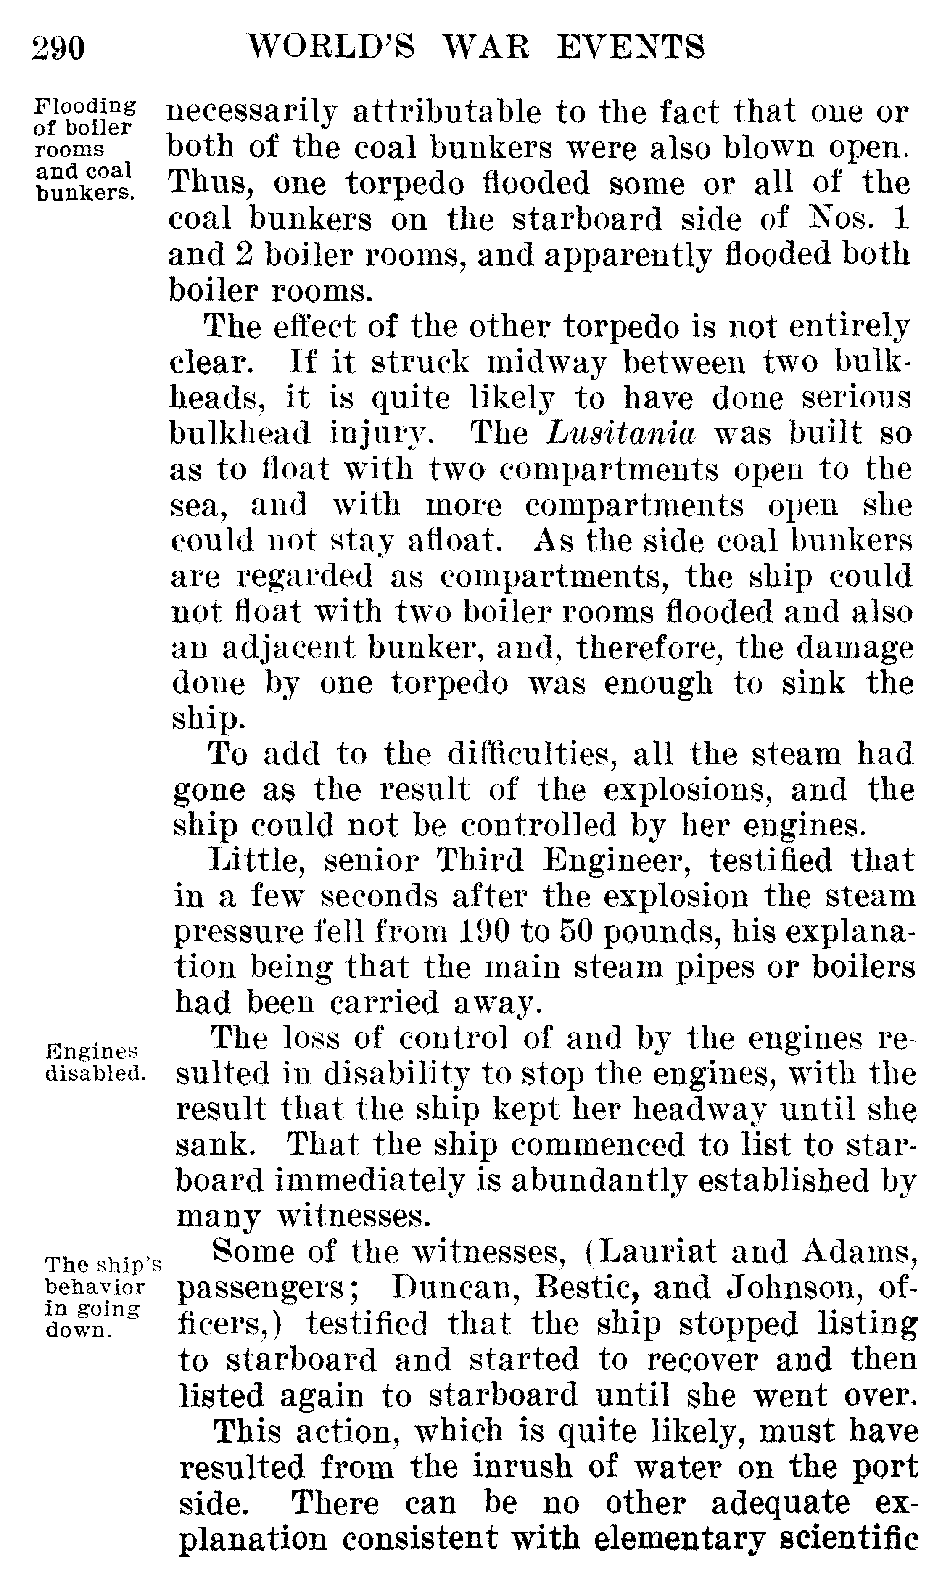 290 WORLD'S WAR EVENTS
Flooding
of boiler
rooms
and coal
bunkers.
necessarily attributable to the fact that one or
both of the coal bunkers were also blown open.
Thus, one torpedo flooded some or all of the
coal bunkers on the starboard side of Nos. 1
and 2 boiler rooms, and apparently flooded both
boiler rooms.
The effect of the other torpedo is not entirely
clear. If it struck midway between two bulk-
heads, it is quite likely to have done serious
bulkhead injury. The Lusitania was built so
as to float with two compartments open to the
sea, and with more compartments open she
could not stay afloat. As the side coal bunkers
are regarded as compartments, the ship could
not float with two boiler rooms flooded and also
an adjacent bunker, and, therefore, the damage
done by one torpedo was enough to sink the
ship.
To add to the difficulties, all the steam had
gone as the result of the explosions, and the
ship could not be controlled by her engines.
Little, senior Third Engineer, testified that
in a few seconds after the explosion the steam
pressure fell from 190 to 50 pounds, his explana-
tion being that the main steam pipes or boilers
had been carried away.
Engines
disabled.
The loss of control of and by the engines re-
sulted in disability to stop the engines, with the
result that the ship kept her headway until she
sank. That the ship commenced to list to star-
board immediately is abundantly established by
many witnesses.
The ship's
behavior
in going
down.
Some of the witnesses, (Lauriat and Adams,
passengers; Duncan, Bestic, and Johnson, of-
ficers,) testified that the ship stopped listing
to starboard and started to recover and then
listed again to starboard until she went over.
This action, which is quite likely, must have
resulted from the inrush of water on the port
side. There can be no other adequate ex-
planation consistent with elementary scientific